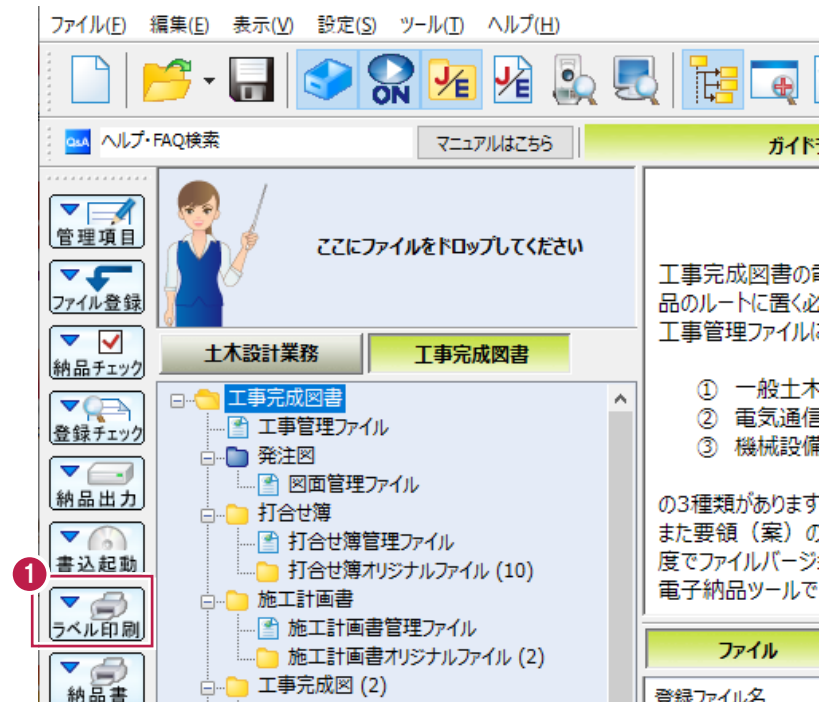 ファイル(F) 編集(E) 表示(V) 設定(S) ツール(T) ヘルプ(H)
ON J/E J/E
Q&A ヘルプ・FAQ検索 マニュアルはこちら ガイド
管理項目
ファイル登録
納品チェック
登録チェック
納品出力
書込起動
1
ラベル印刷
納品書
ここにファイルをドロップしてください
土木設計業務 工事完成図書
工事完成図書
工事管理ファイル
発注図
図面管理ファイル
打合せ簿
打合せ簿管理ファイル
打合せ簿オリジナルファイル (10)
施工計画書
施工計画書管理ファイル
施工計画書オリジナルファイル (2)
工事完成図 (2)
工事完成図書の
品のルートに置く必
工事管理ファイルに
① 一般土木
② 電気通信
③ 機械設備
の3種類があります
また要領（案）の
度でファイルバージ
電子納品ツールで
ファイル
登録ファイル名